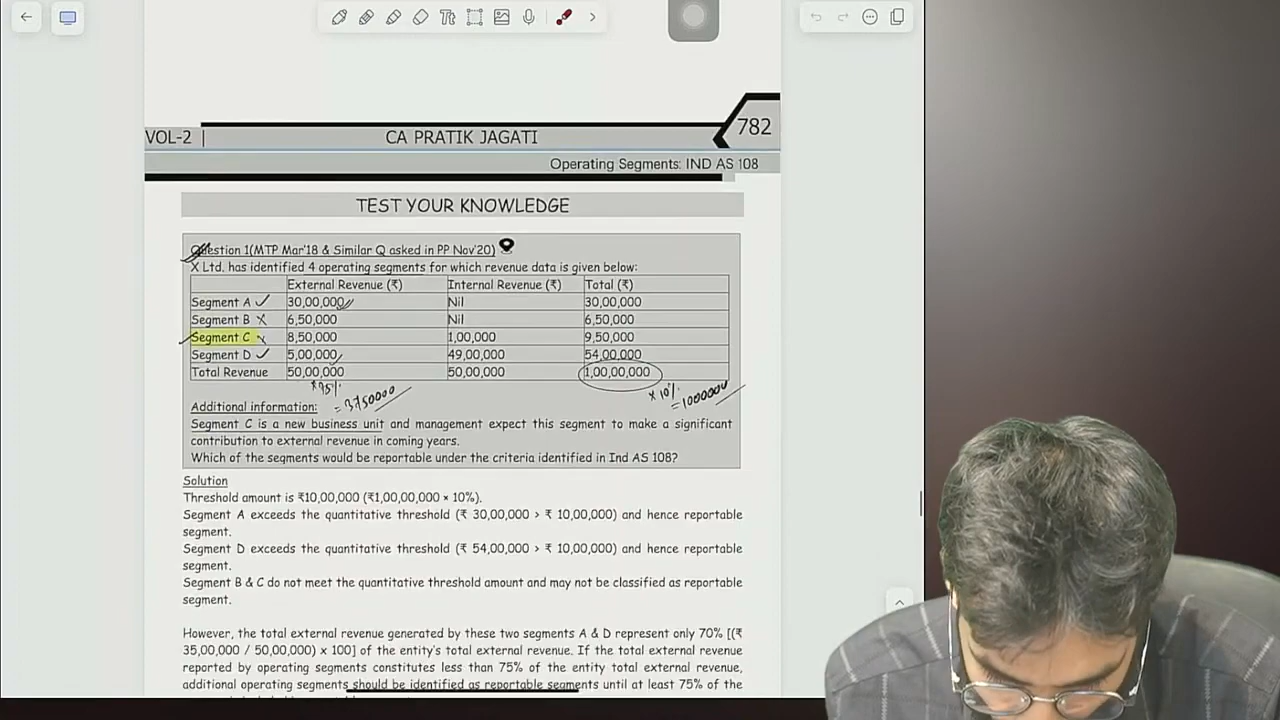 Tt
VOL-2 | CA PRATIK JAGATI 782
Operating Segments: IND AS 108
TEST YOUR KNOWLEDGE
Question 1(MTP Mar'18 & Similar Q asked in PP Nov'20)
X Ltd. has identified 4 operating segments for which revenue data is given below:
External Revenue (₹) Internal Revenue (₹) Total (₹)
Segment A 30,00,000 Nil 30,00,000
Segment B 6,50,000 Nil 6,50,000
Segment C 8,50,000 1,00,000 9,50,000
Segment D 5,00,000 49,00,000 54,00,000
Total Revenue 50,00,000 50,00,000 1,00,00,000
×75% = 3750000 ×10% = 1000000
Additional information:
Segment C is a new business unit and management expect this segment to make a significant
contribution to external revenue in coming years.
Which of the segments would be reportable under the criteria identified in Ind AS 108?
Solution
Threshold amount is ₹10,00,000 (₹1,00,00,000 × 10%).
Segment A exceeds the quantitative threshold (₹ 30,00,000 > ₹ 10,00,000) and hence reportable
segment.
Segment D exceeds the quantitative threshold (₹ 54,00,000 > ₹ 10,00,000) and hence reportable
segment.
Segment B & C do not meet the quantitative threshold amount and may not be classified as reportable
segment.
However, the total external revenue generated by these two segments A & D represent only 70% [(₹
35,00,000 / 50,00,000) x 100] of the entity's total external revenue. If the total external revenue
reported by operating segments constitutes less than 75% of the entity total external revenue,
additional operating segments should be identified as reportable segments until at least 75% of the